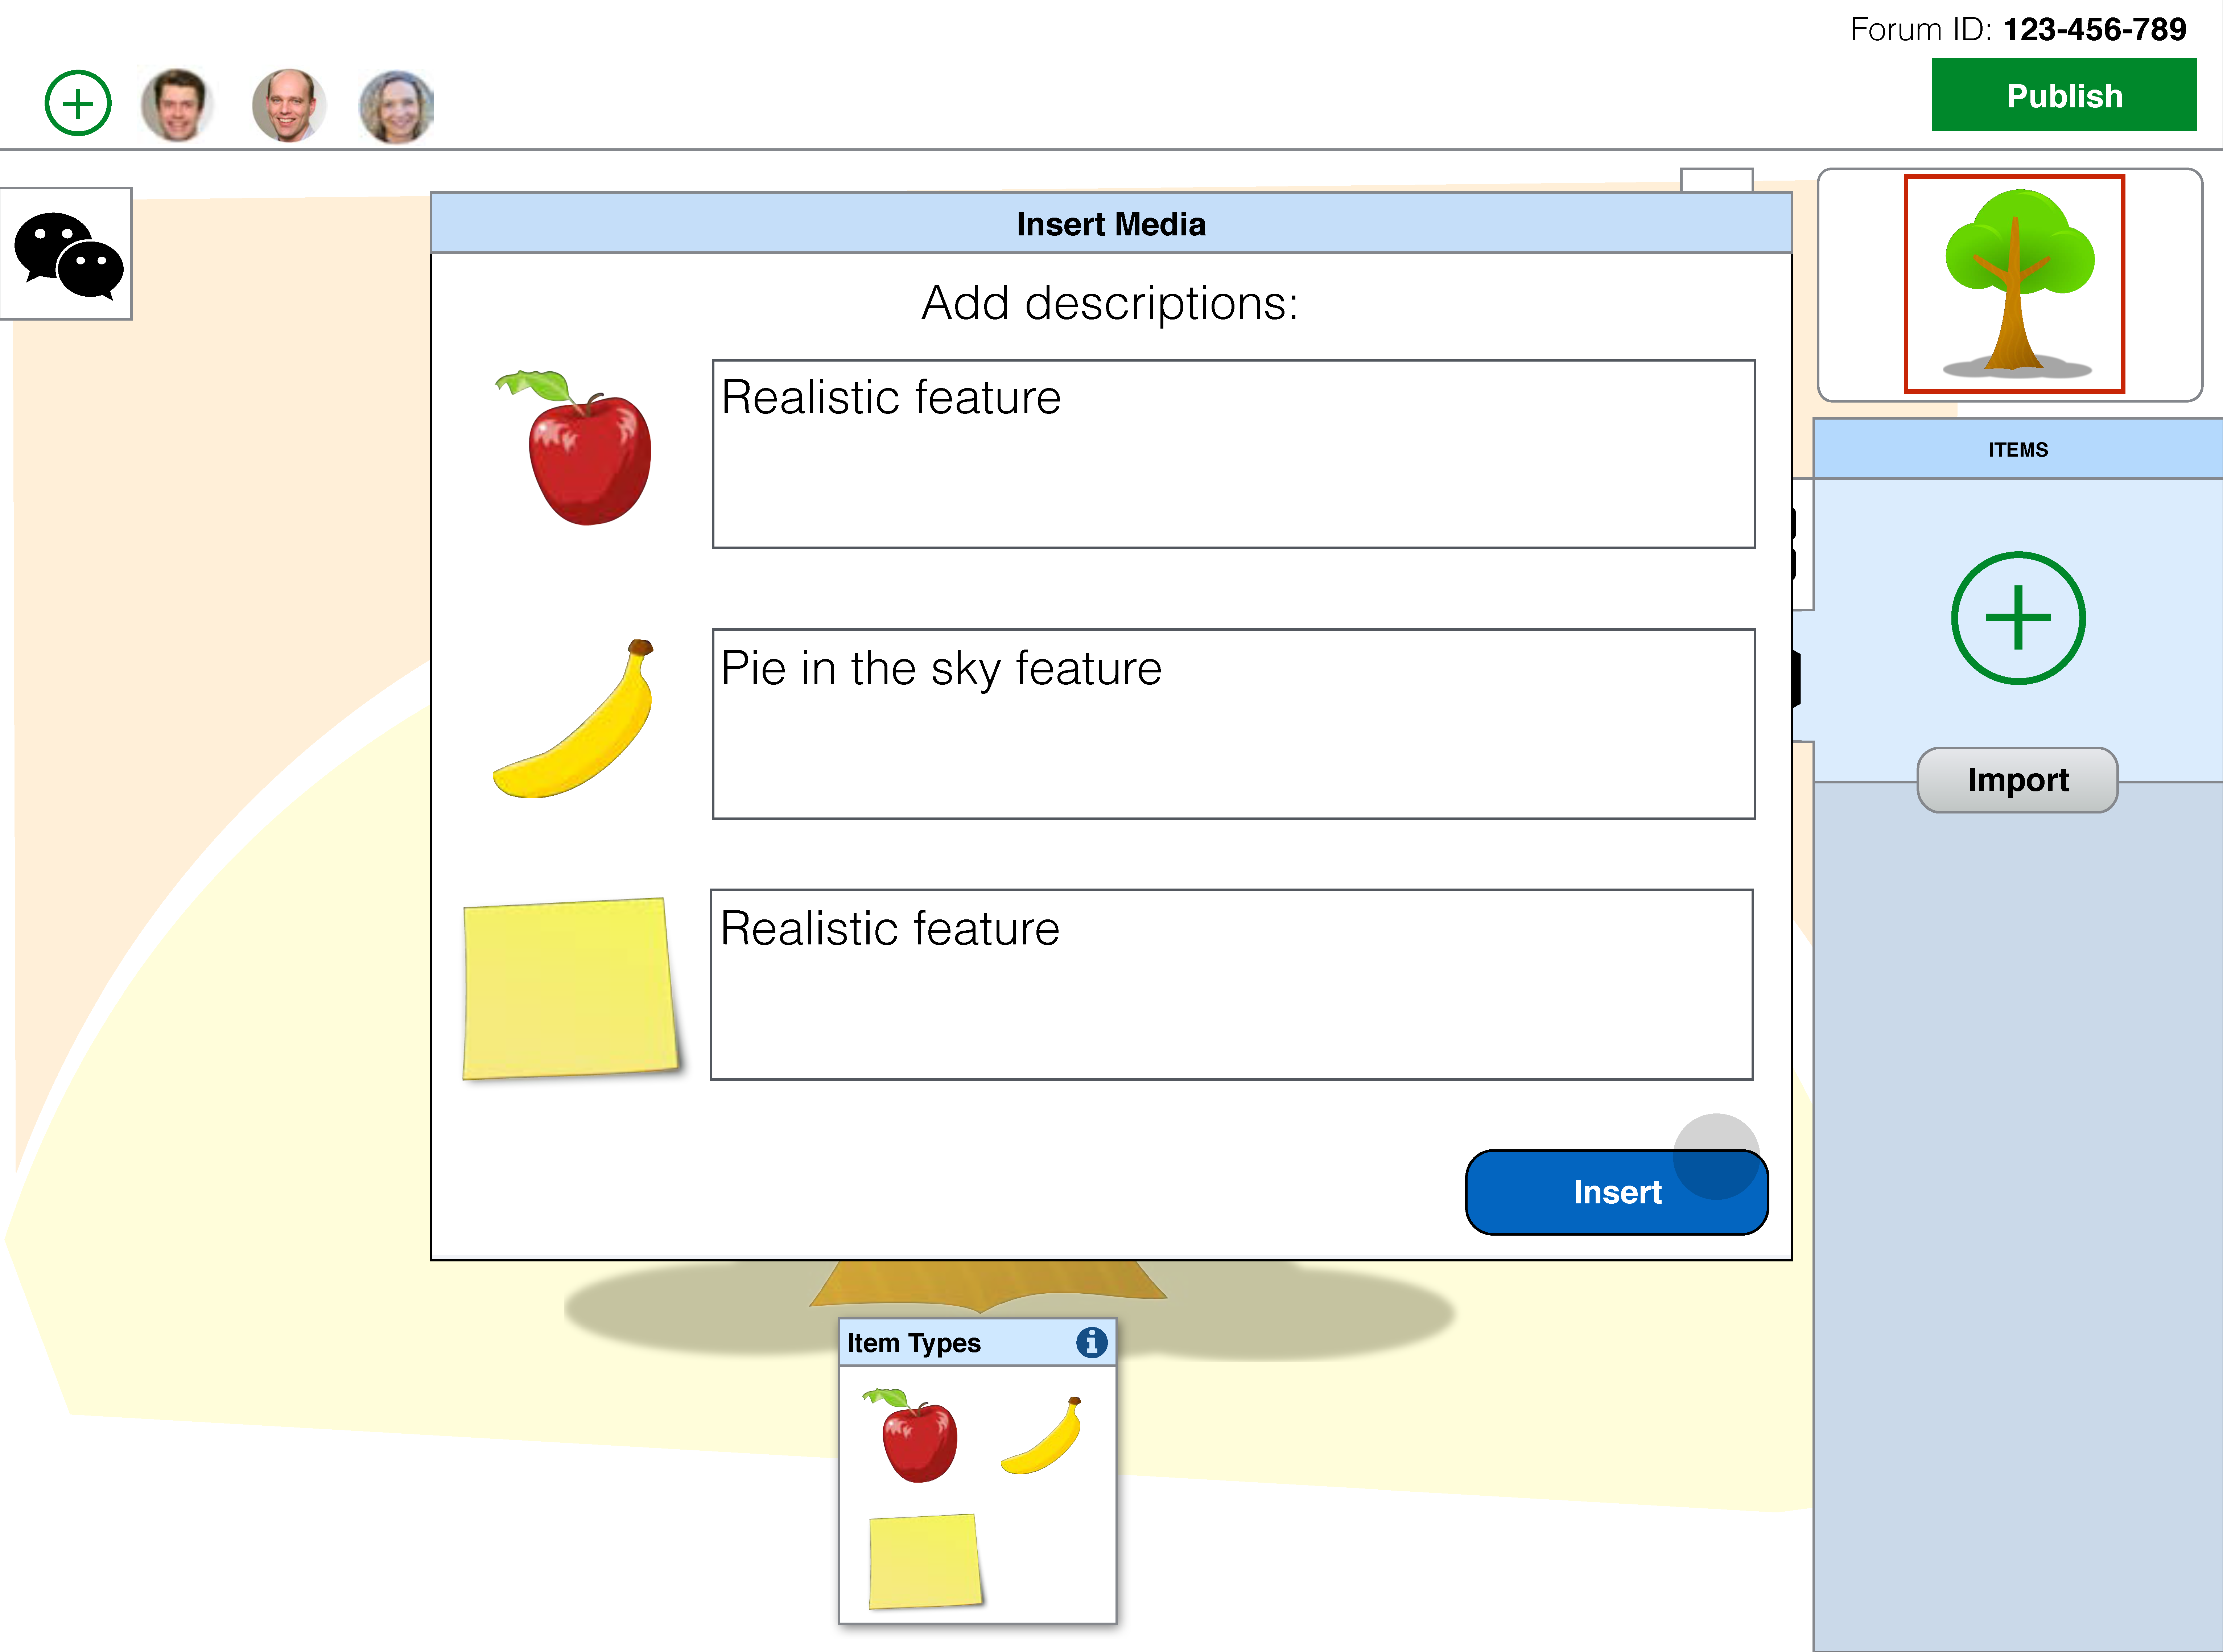 Forum ID: 123-456-789
Publish
Insert Media
Add descriptions:
Realistic feature
ITEMS
Pie in the sky feature
Import
Realistic feature
Insert
Item Types